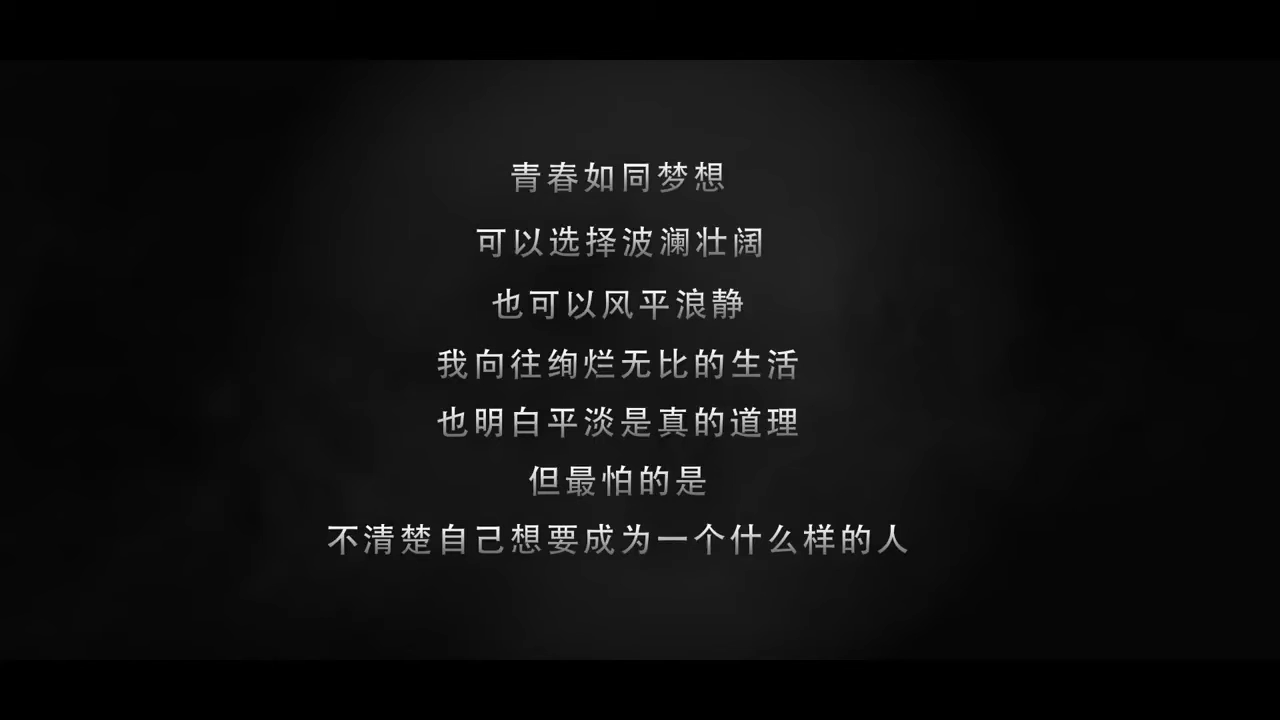 青春如同梦想
可以选择波澜壮阔
也可以风平浪静
我向往绚烂无比的生活
也明白平淡是真的道理
但最怕的是
不清楚自己想要成为一个什么样的人